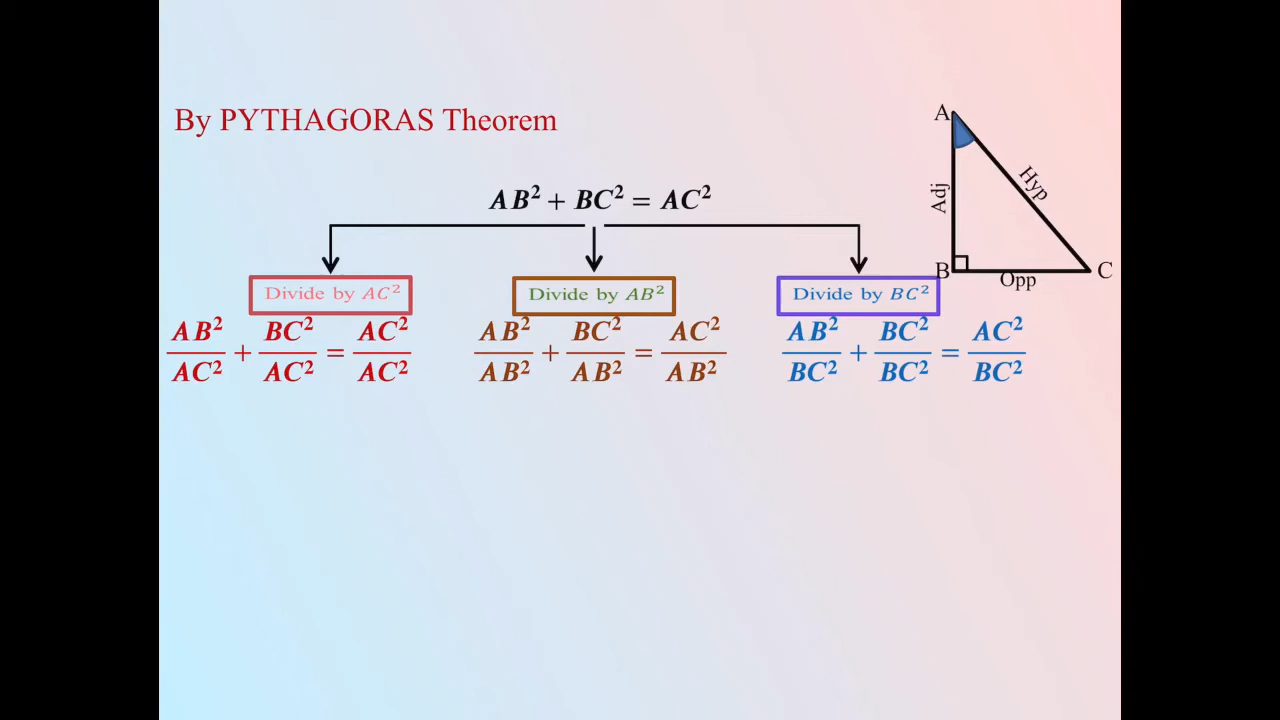 By PYTHAGORAS Theorem
AB² + BC² = AC²
Divide by AC²
AB²/AC² + BC²/AC² = AC²/AC²
Divide by AB²
AB²/AB² + BC²/AB² = AC²/AB²
Divide by BC²
AB²/BC² + BC²/BC² = AC²/BC²
A
Adj
Hyp
B
Opp
C